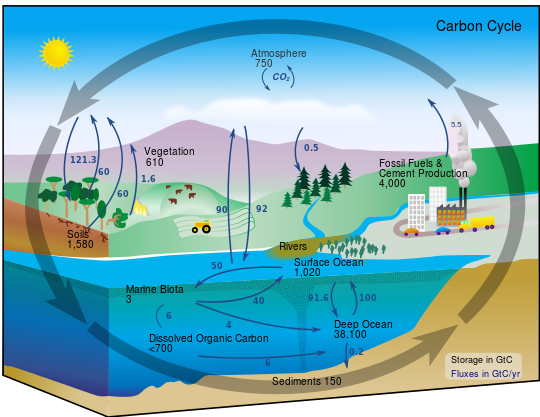 Carbon Cycle
Atmosphere
750
CO₂
5.5
121.3
60
60
1.6
Vegetation
610
0.5
Fossil Fuels &
Cement Production
4,000
90
92
Soils
1,580
Rivers
Surface Ocean
1,020
50
Marine Biota
3
40
91.6
100
6
4
Deep Ocean
38.100
Dissolved Organic Carbon
<700
6
0.2
Sediments 150
Storage in GtC
Fluxes in GtC/yr